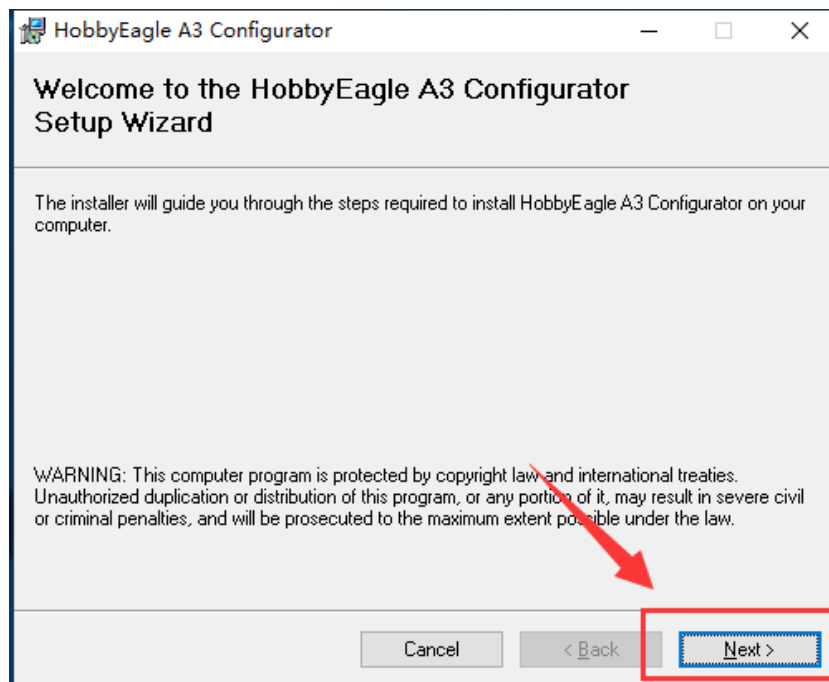 HobbyEagle A3 Configurator
Welcome to the HobbyEagle A3 Configurator
Setup Wizard
The installer will guide you through the steps required to install HobbyEagle A3 Configurator on your
computer.
WARNING: This computer program is protected by copyright law and international treaties.
Unauthorized duplication or distribution of this program, or any portion of it, may result in severe civil
or criminal penalties, and will be prosecuted to the maximum extent possible under the law.
Cancel < Back Next >